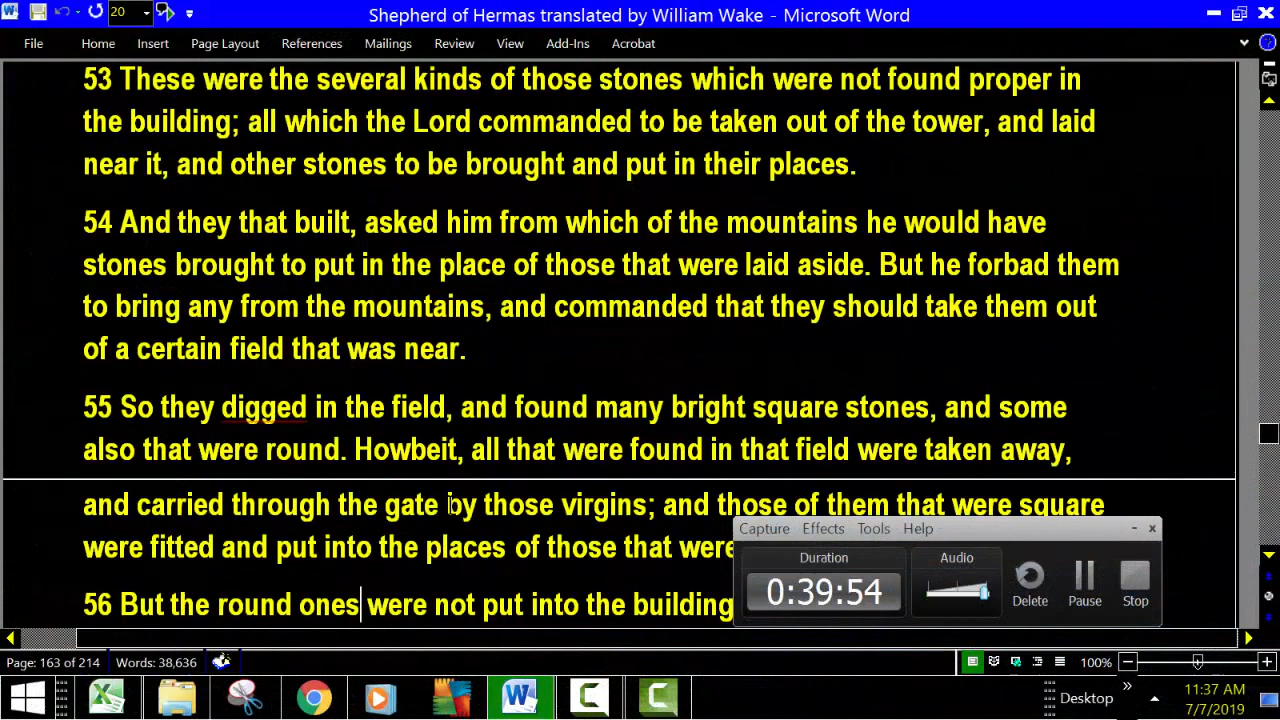 20
Shepherd of Hermas translated by William Wake - Microsoft Word
File Home Insert Page Layout References Mailings Review View Add-Ins Acrobat
53 These were the several kinds of those stones which were not found proper in
the building; all which the Lord commanded to be taken out of the tower, and laid
near it, and other stones to be brought and put in their places.
54 And they that built, asked him from which of the mountains he would have
stones brought to put in the place of those that were laid aside. But he forbad them
to bring any from the mountains, and commanded that they should take them out
of a certain field that was near.
55 So they digged in the field, and found many bright square stones, and some
also that were round. Howbeit, all that were found in that field were taken away,
and carried through the gate by those virgins; and those of them that were square
were fitted and put into the places of those that were
56 But the round ones were not put into the building
Capture Effects Tools Help
Duration Audio
0:39:54
Delete Pause Stop
Page: 163 of 214 Words: 38,636 100%
Desktop
11:37 AM
7/7/2019